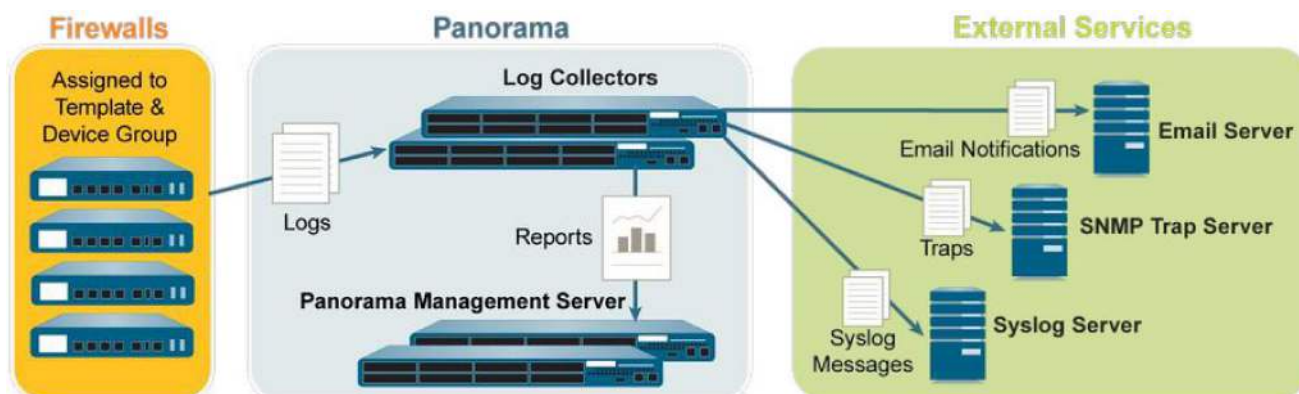 Firewalls
Assigned to
Template &
Device Group
Panorama
Log Collectors
Logs
Reports
Panorama Management Server
External Services
Email Notifications
Email Server
Traps
SNMP Trap Server
Syslog
Messages
Syslog Server